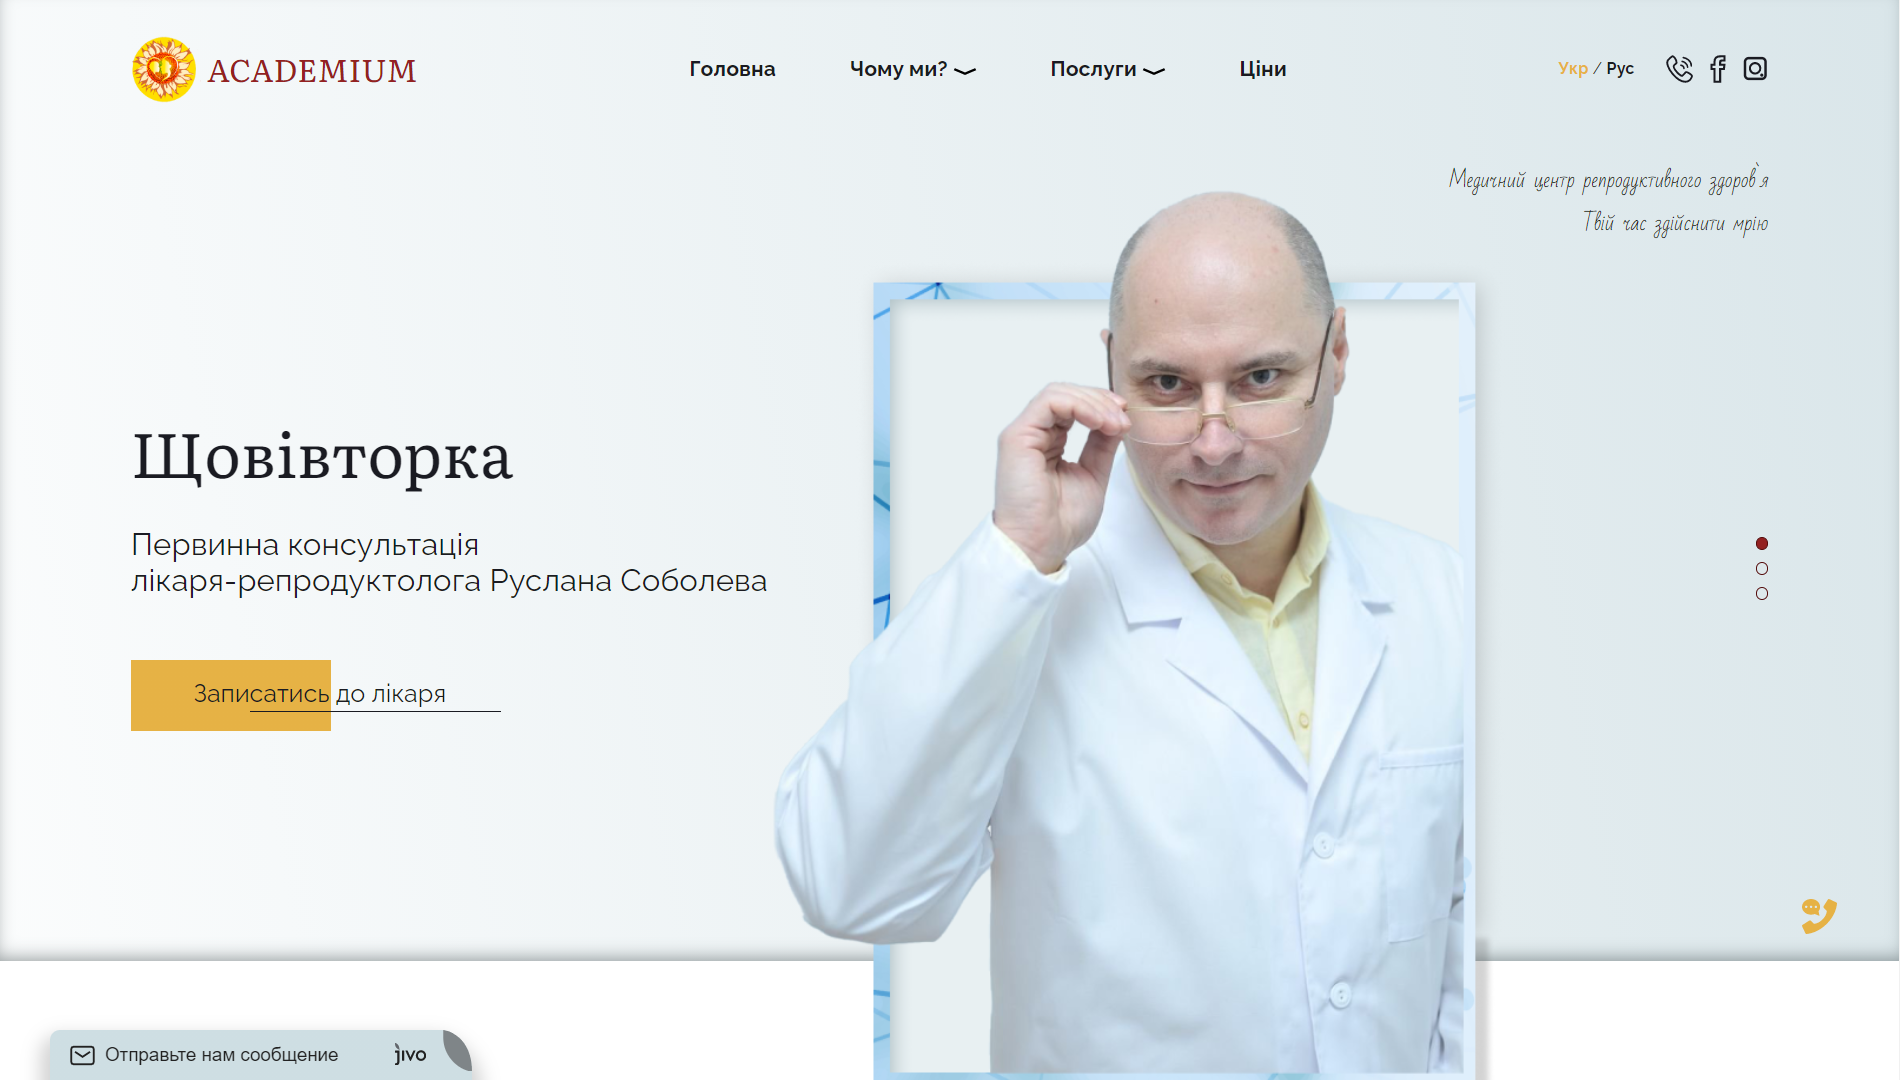 ACADEMIUM
Головна
Чому ми?
Послуги
Ціни
Укр / Рус
Медичний центр репродуктивного здоров`я
Твій час здійснити мрію
Щовівторка
Первинна консультація
лікаря-репродуктолога Руслана Соболева
Записатись до лікаря
Отправьте нам сообщение
jivo